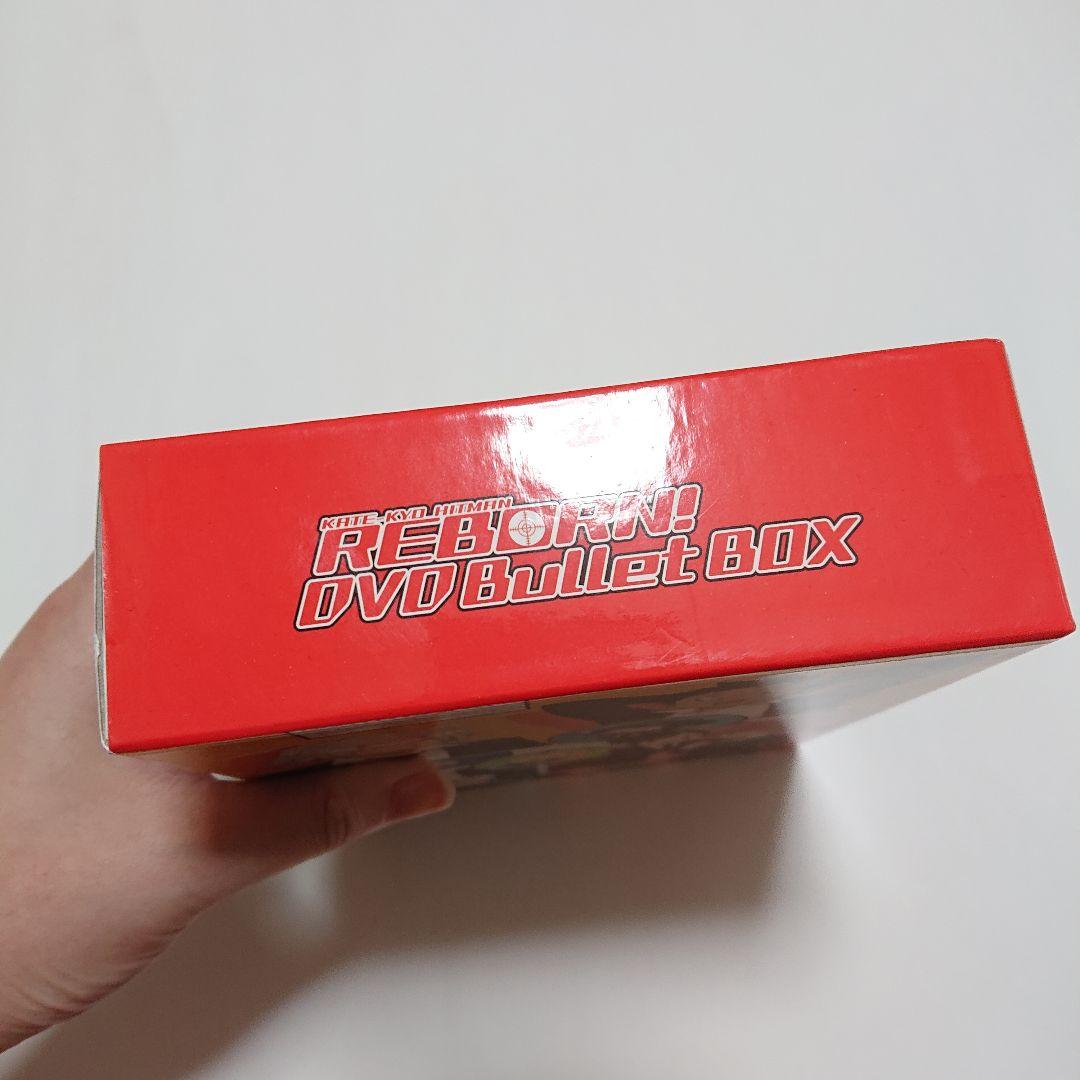 KATE-KYO HITMAN
REBORN!
DVD Bullet BOX